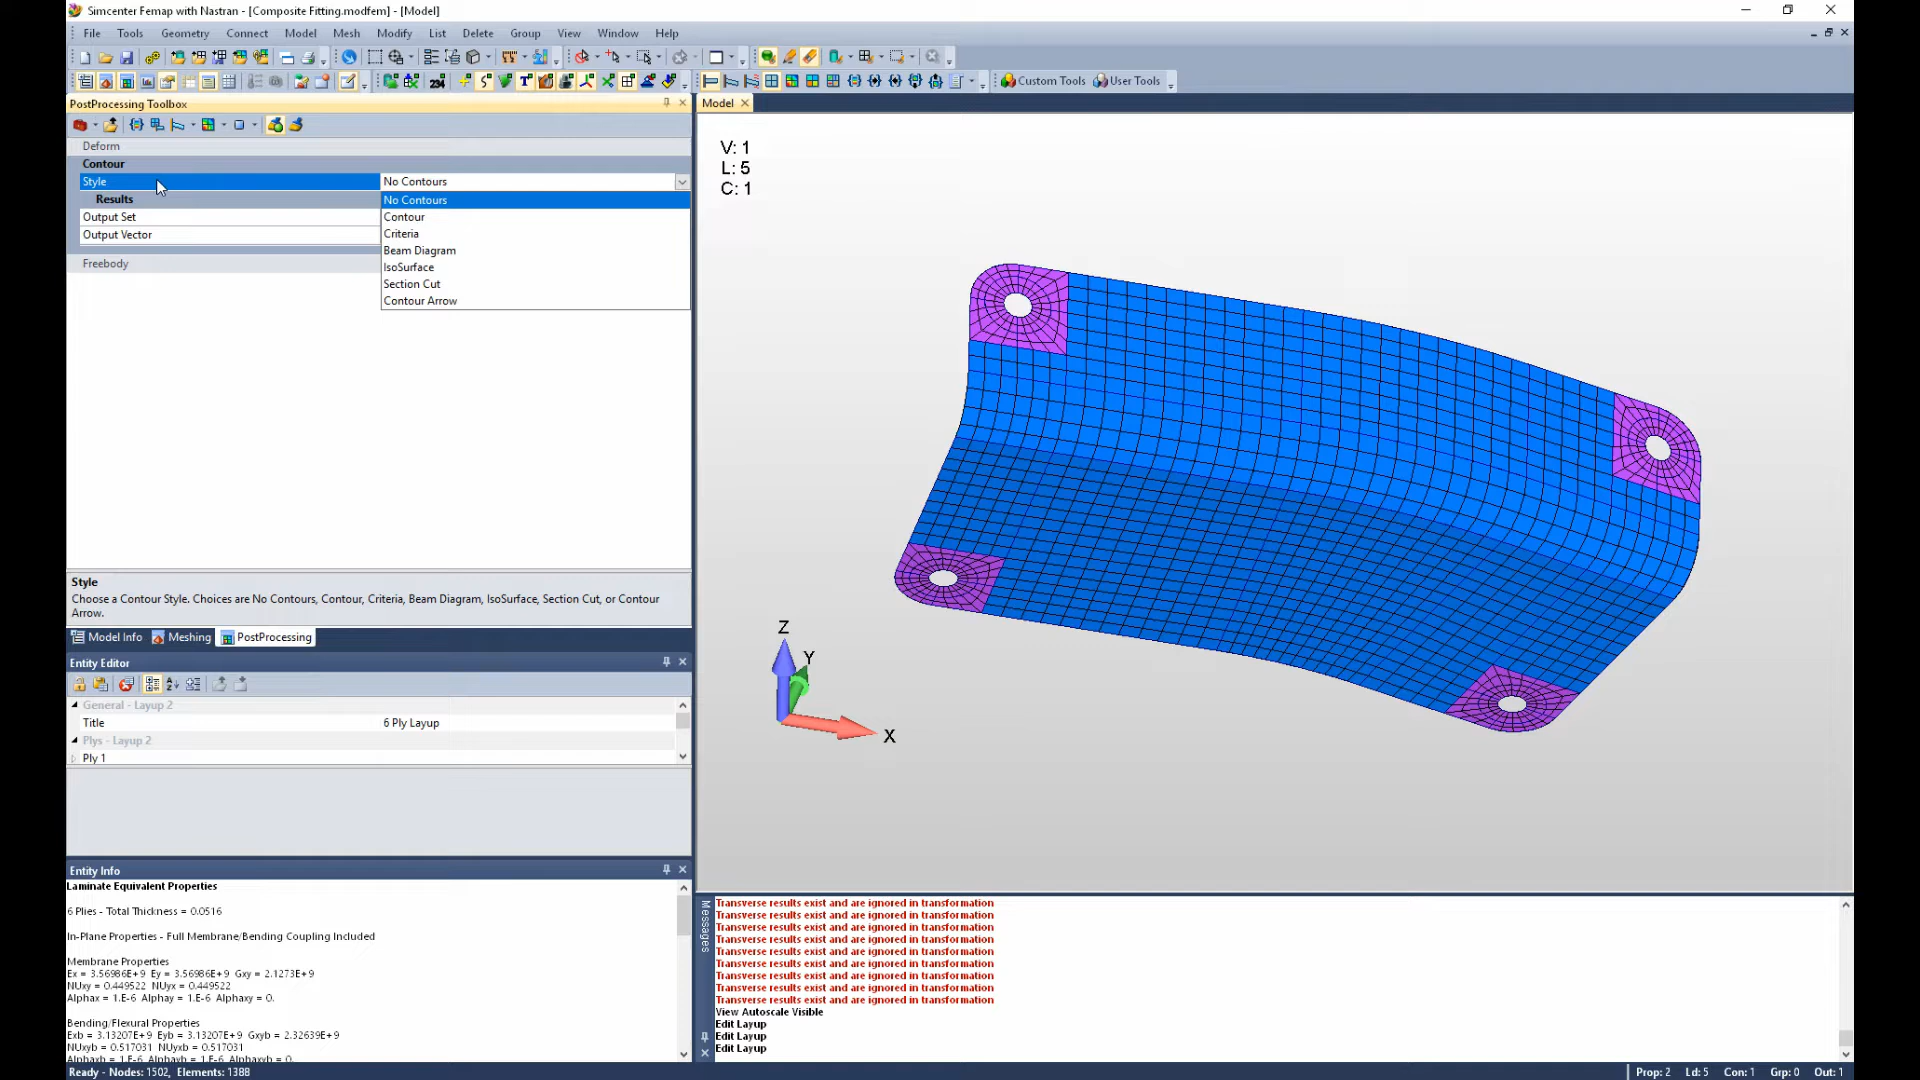 Simcenter Femap with Nastran - [Composite Fitting.modfem] - [Model]
File Tools Geometry Connect Model Mesh Modify List Delete Group View Window Help
234
Custom Tools User Tools
PostProcessing Toolbox
Model
Deform
Contour
Style No Contours
Results
No Contours
Output Set
Contour
Output Vector
Criteria
Beam Diagram
Freebody
IsoSurface
Section Cut
Contour Arrow
V: 1
L: 5
C: 1
Z
Y
X
Style
Choose a Contour Style. Choices are No Contours, Contour, Criteria, Beam Diagram, IsoSurface, Section Cut, or Contour
Arrow.
Model Info Meshing PostProcessing
Entity Editor
General - Layup 2
Title 6 Ply Layup
Plys - Layup 2
Ply 1
Entity Info
Laminate Equivalent Properties
6 Plies - Total Thickness = 0.0516
In-Plane Properties - Full Membrane/Bending Coupling Included
Membrane Properties
Ex = 3.56986E+9 Ey = 3.56986E+9 Gxy = 2.1273E+9
NUxy = 0.449522 NUyx = 0.449522
Alphax = 1.E-6 Alphay = 1.E-6 Alphaxy = 0.
Bending/Flexural Properties
Exb = 3.13207E+9 Eyb = 3.13207E+9 Gxyb = 2.32639E+9
NUxyb = 0.517031 NUyxb = 0.517031
Alphaxb = 1.E-6 Alphayb = 1.E-6 Alphaxyb = 0.
Messages
Transverse results exist and are ignored in transformation
Transverse results exist and are ignored in transformation
Transverse results exist and are ignored in transformation
Transverse results exist and are ignored in transformation
Transverse results exist and are ignored in transformation
Transverse results exist and are ignored in transformation
Transverse results exist and are ignored in transformation
Transverse results exist and are ignored in transformation
Transverse results exist and are ignored in transformation
View Autoscale Visible
Edit Layup
Edit Layup
Edit Layup
Ready - Nodes: 1502, Elements: 1388
Prop: 2 Ld: 5 Con: 1 Grp: 0 Out: 1